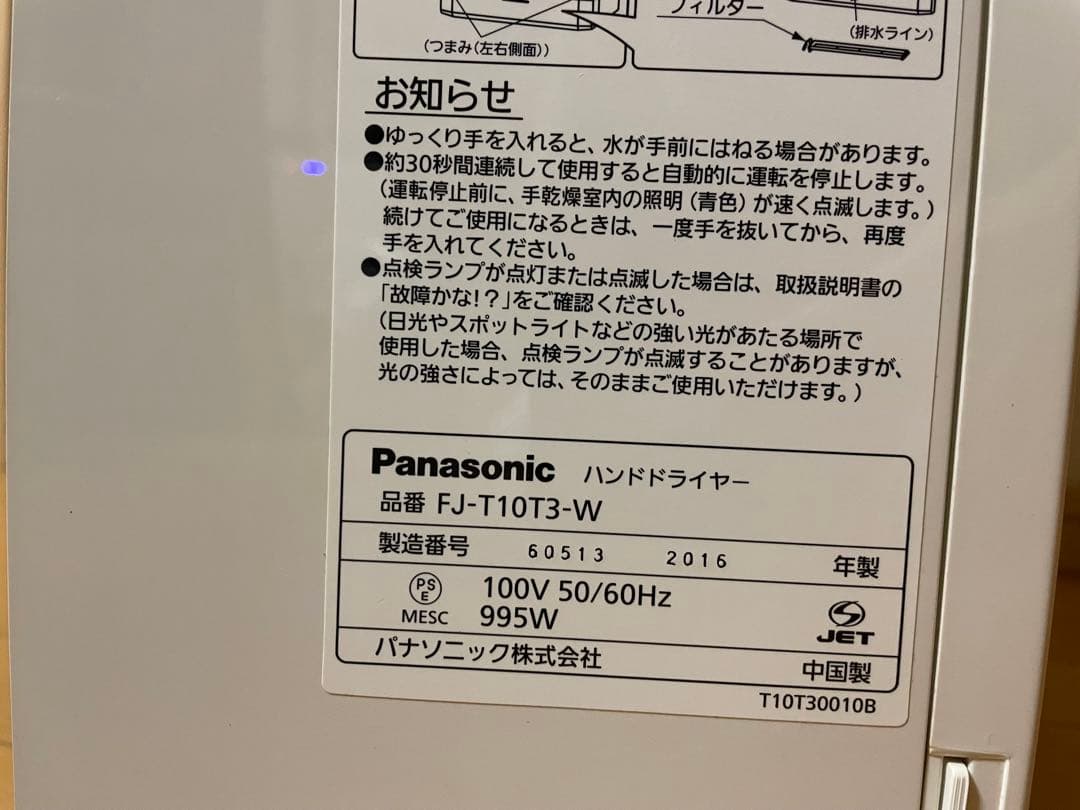 フィルター
(排水ライン)
(つまみ(左右側面))
お知らせ
●ゆっくり手を入れると、水が手前にはねる場合があります。
●約30秒間連続して使用すると自動的に運転を停止します。
(運転停止前に、手乾燥室内の照明(青色)が速く点滅します。)
続けてご使用になるときは、一度手を抜いてから、再度
手を入れてください。
●点検ランプが点灯または点滅した場合は、取扱説明書の
「故障かな!?」をご確認ください。
(日光やスポットライトなどの強い光があたる場所で
使用した場合、点検ランプが点滅することがありますが、
光の強さによっては、そのままご使用いただけます。)
Panasonic ハンドドライヤー
品番 FJ-T10T3-W
製造番号 60513 2016 年製
PS E 100V 50/60Hz
MESC 995W JET
パナソニック株式会社 中国製
T10T30010B